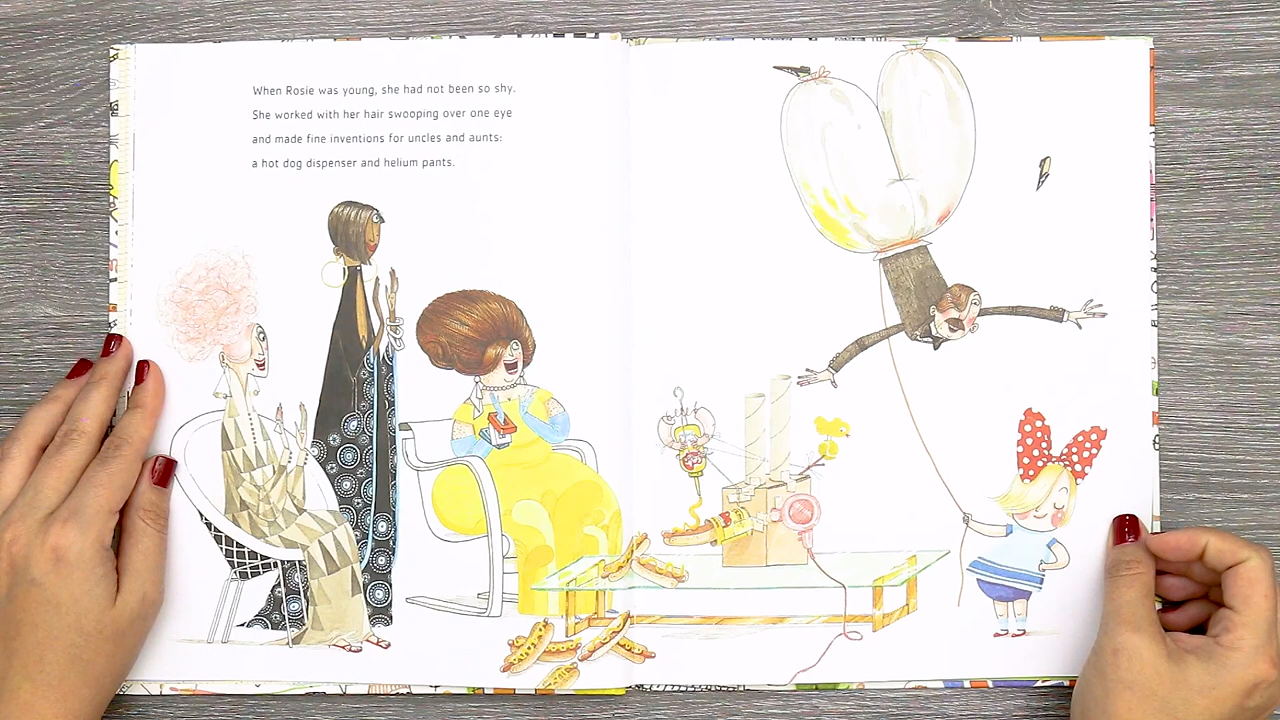 When Rosie was young, she had not been so shy.
She worked with her hair swooping over one eye
and made fine inventions for uncles and aunts:
a hot dog dispenser and helium pants.